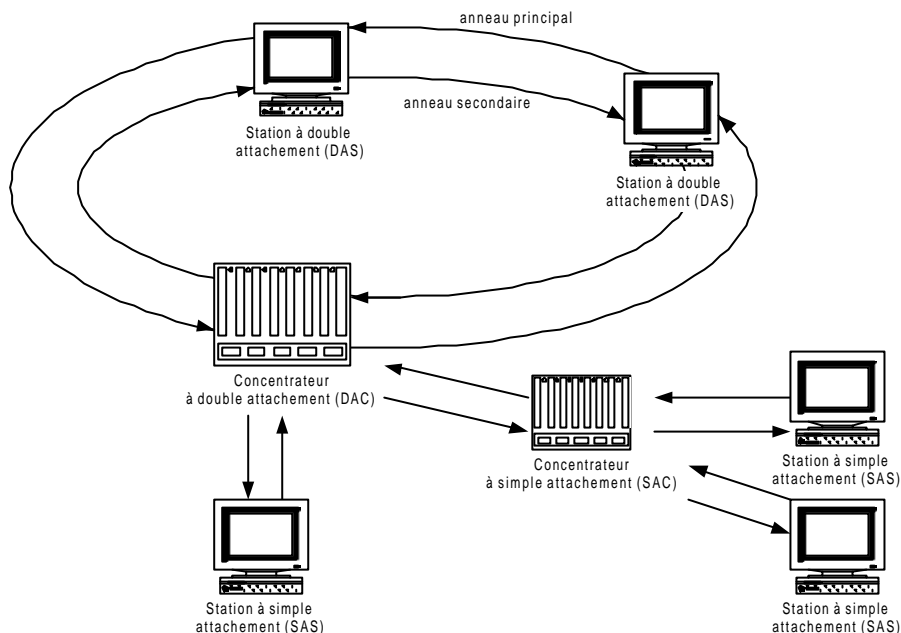 anneau principal
anneau secondaire
Station à double
attachement (DAS)
Station à double
attachement (DAS)
Concentrateur
à double attachement (DAC)
Concentrateur
à simple attachement (SAC)
Station à simple
attachement (SAS)
Station à simple
attachement (SAS)
Station à simple
attachement (SAS)